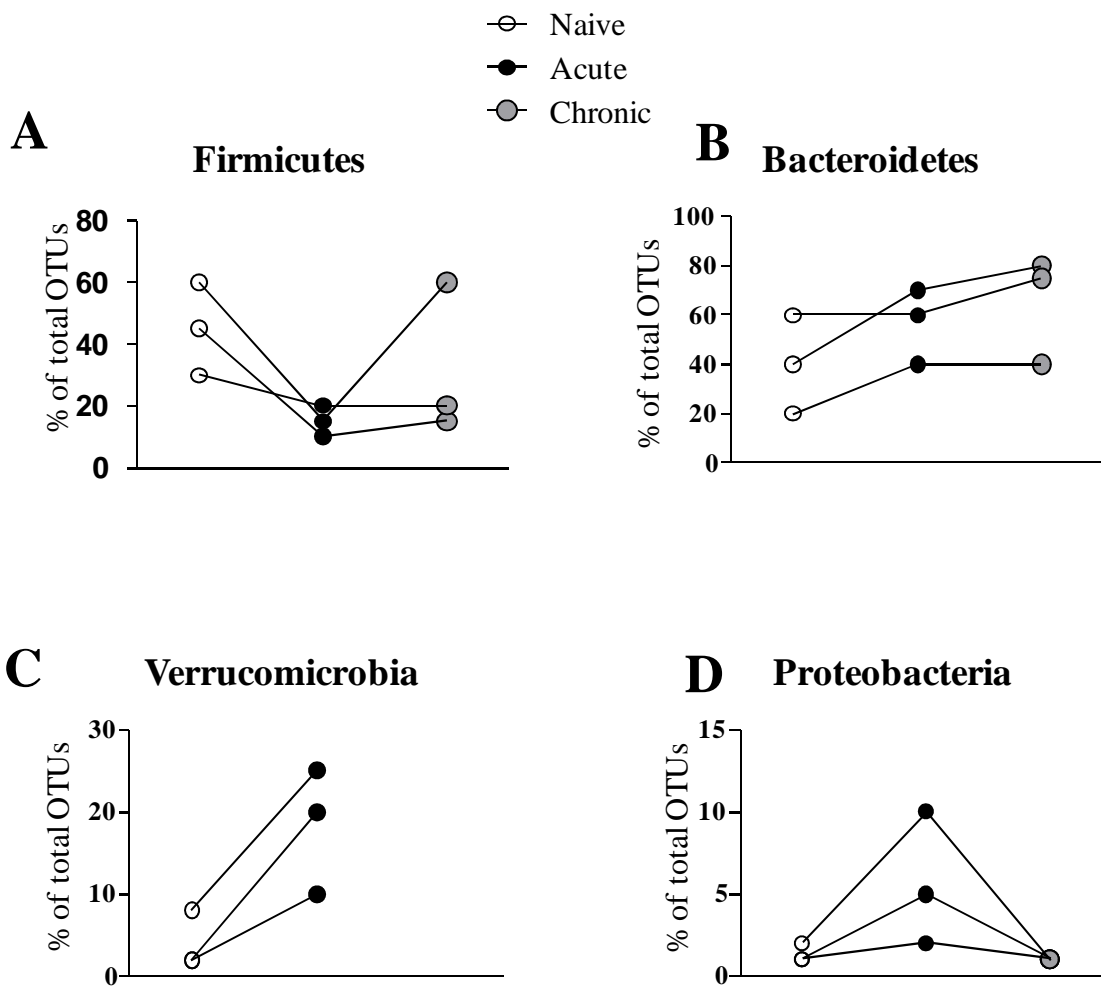 Naive
Acute
Chronic
A
Firmicutes
% of total OTUs
80
60
40
20
0
B
Bacteroidetes
% of total OTUs
100
80
60
40
20
0
C
Verrucomicrobia
% of total OTUs
30
20
10
0
D
Proteobacteria
% of total OTUs
15
10
5
0